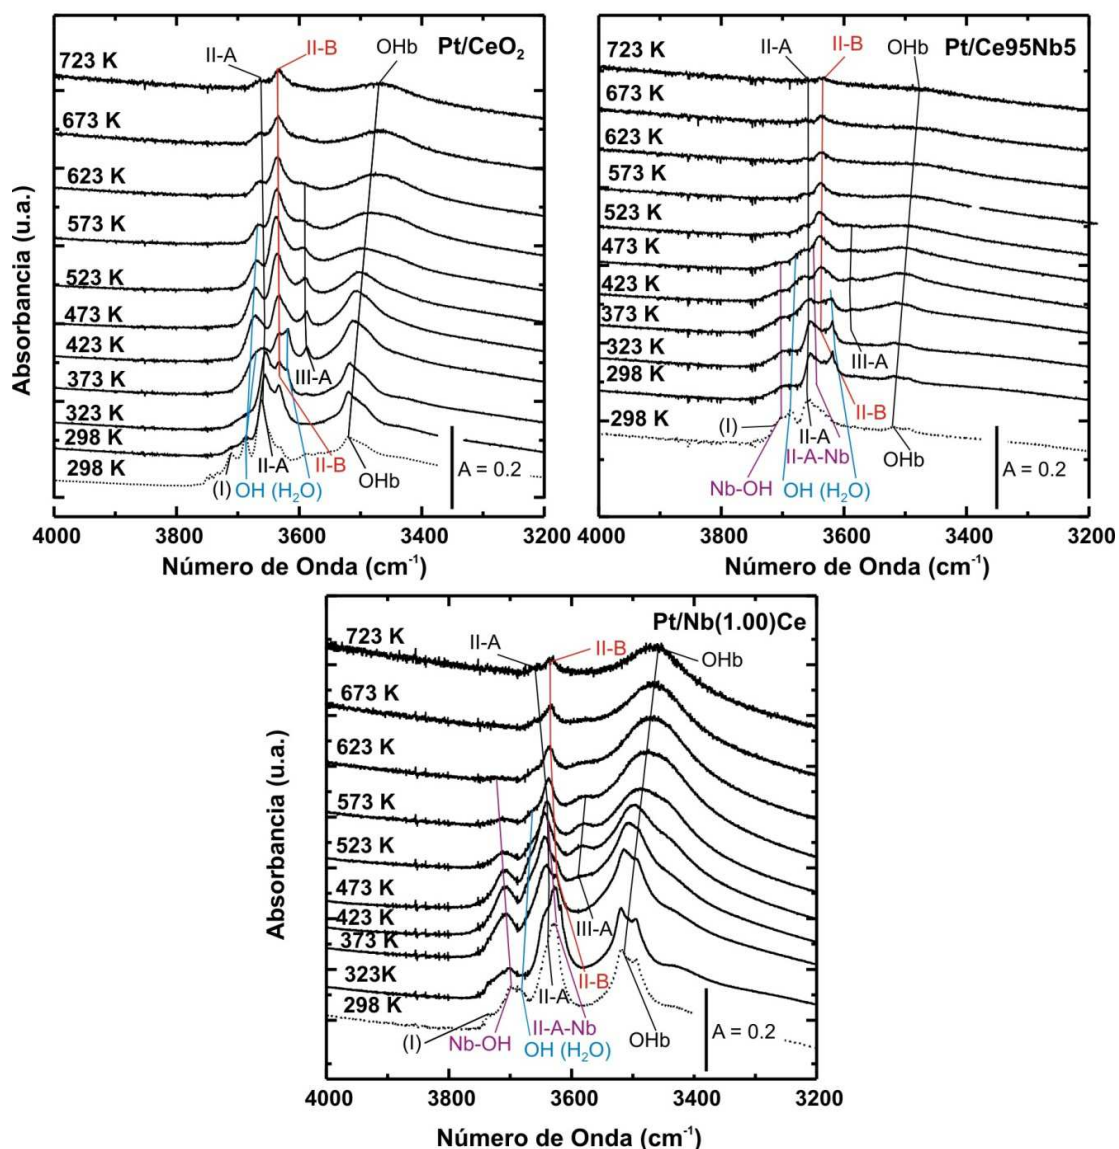 II-A
II-B
OHb
Pt/CeO₂
723 K
673 K
623 K
573 K
523 K
473 K
423 K
373 K
323 K
298 K
298 K
III-A
II-A
II-B
OHb
(I)
OH (H₂O)
A = 0.2
Absorbancia (u.a.)
4000 3800 3600 3400 3200
Número de Onda (cm⁻¹)
II-A
II-B
OHb
Pt/Ce95Nb5
723 K
673 K
623 K
573 K
523 K
473 K
423 K
373 K
323 K
298 K
298 K
III-A
II-B
(I)
II-A
II-A-Nb
OHb
Nb-OH
OH (H₂O)
A = 0.2
4000 3800 3600 3400 3200
Número de Onda (cm⁻¹)
II-A
II-B
OHb
Pt/Nb(1.00)Ce
723 K
673 K
623 K
573 K
523 K
473 K
423 K
373 K
323K
298 K
III-A
II-B
II-A
II-A-Nb
(I)
Nb-OH
OH (H₂O)
OHb
A = 0.2
Absorbancia (u.a.)
4000 3800 3600 3400 3200
Número de Onda (cm⁻¹)